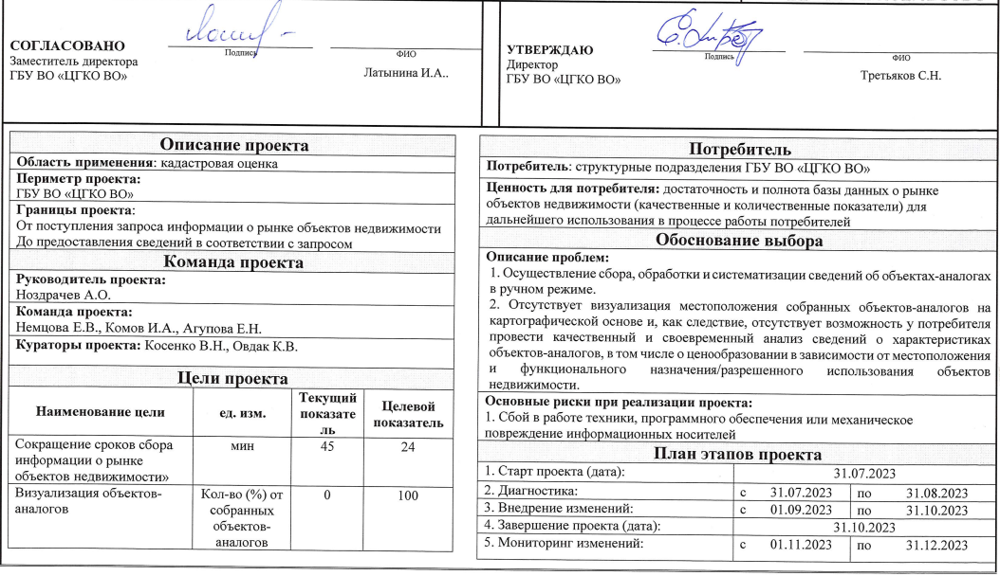 СОГЛАСОВАНО
Заместитель директора
ГБУ ВО «ЦГКО ВО»
Подпись
ФИО
Латынина И.А..
УТВЕРЖДАЮ
Директор
ГБУ ВО «ЦГКО ВО»
Подпись
ФИО
Третьяков С.Н.
Описание проекта
Область применения: кадастровая оценка
Периметр проекта:
ГБУ ВО «ЦГКО ВО»
Границы проекта:
От поступления запроса информации о рынке объектов недвижимости
До предоставления сведений в соответствии с запросом
Команда проекта
Руководитель проекта:
Ноздрачев А.О.
Команда проекта:
Немцова Е.В., Комов И.А., Агупова Е.Н.
Кураторы проекта: Косенко В.Н., Овдак К.В.
Цели проекта
Наименование цели
ед. изм.
Текущий
показате
ль
Целевой
показатель
Сокращение сроков сбора
информации о рынке
объектов недвижимости»
мин
45
24
Визуализация объектов-
аналогов
Кол-во (%) от
собранных
объектов-
аналогов
0
100
Потребитель
Потребитель: структурные подразделения ГБУ ВО «ЦГКО ВО»
Ценность для потребителя: достаточность и полнота базы данных о рынке
объектов недвижимости (качественные и количественные показатели) для
дальнейшего использования в процессе работы потребителей
Обоснование выбора
Описание проблем:
1. Осуществление сбора, обработки и систематизации сведений об объектах-аналогах
в ручном режиме.
2. Отсутствует визуализация местоположения собранных объектов-аналогов на
картографической основе и, как следствие, отсутствует возможность у потребителя
провести качественный и своевременный анализ сведений о характеристиках
объектов-аналогов, в том числе о ценообразовании в зависимости от местоположения
и функционального назначения/разрешенного использования объектов
недвижимости.
Основные риски при реализации проекта:
1. Сбой в работе техники, программного обеспечения или механическое
повреждение информационных носителей
План этапов проекта
1. Старт проекта (дата): 31.07.2023
2. Диагностика: с 31.07.2023 по 31.08.2023
3. Внедрение изменений: с 01.09.2023 по 31.10.2023
4. Завершение проекта (дата): 31.10.2023
5. Мониторинг изменений: с 01.11.2023 по 31.12.2023